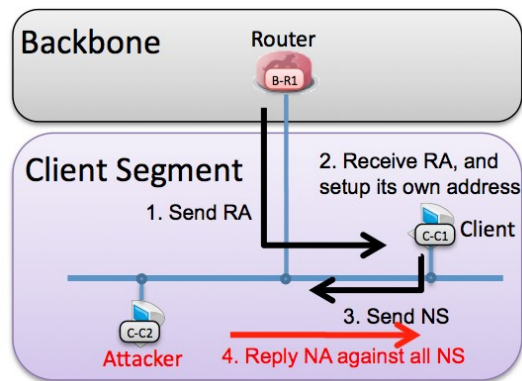 Backbone
Router
B-R1
Client Segment
2. Receive RA, and
setup its own address
1. Send RA
C-C1
Client
3. Send NS
C-C2
Attacker
4. Reply NA against all NS